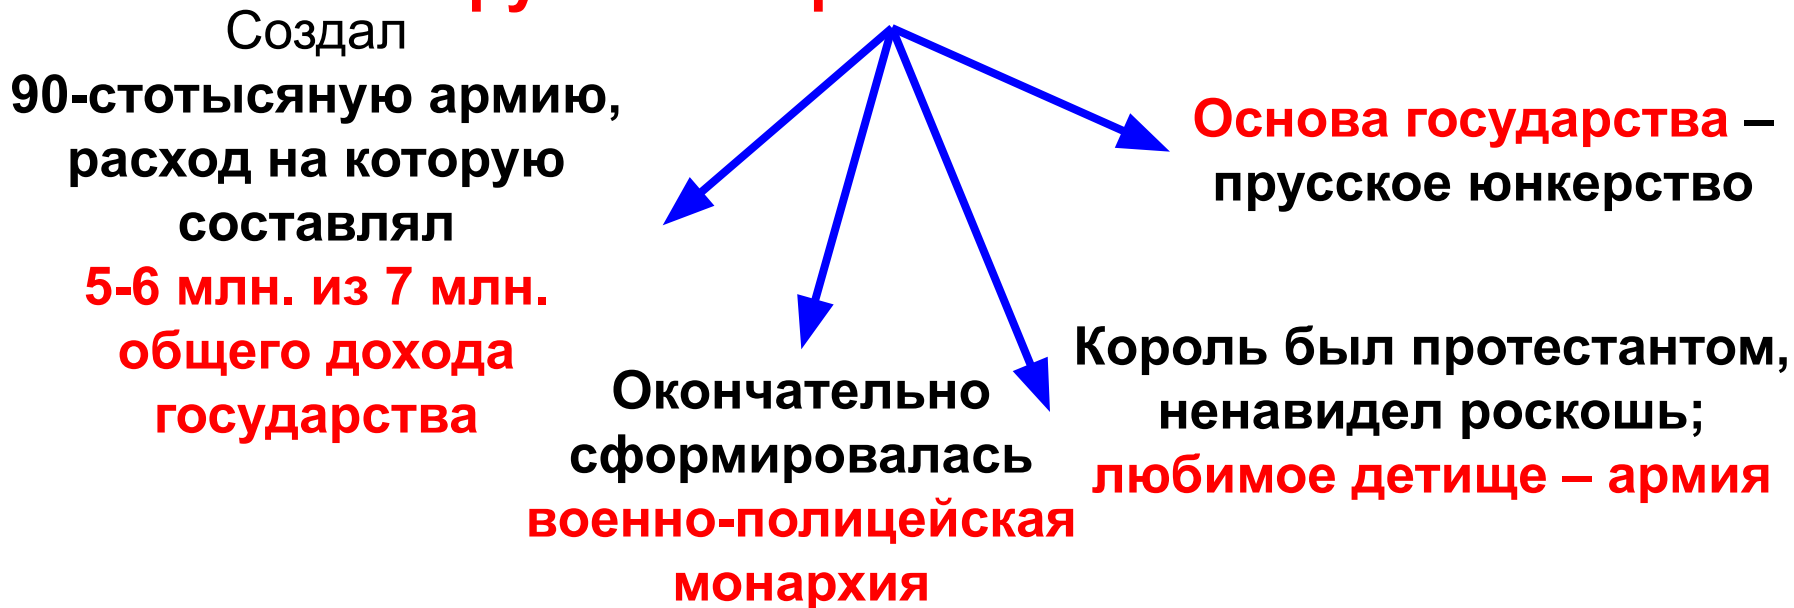 Создал
90-стотысяную армию,
расход на которую
составлял
5-6 млн. из 7 млн.
общего дохода
государства
Окончательно
сформировалась
военно-полицейская
монархия
Король был протестантом,
ненавидел роскошь;
любимое детище – армия
Основа государства –
прусское юнкерство